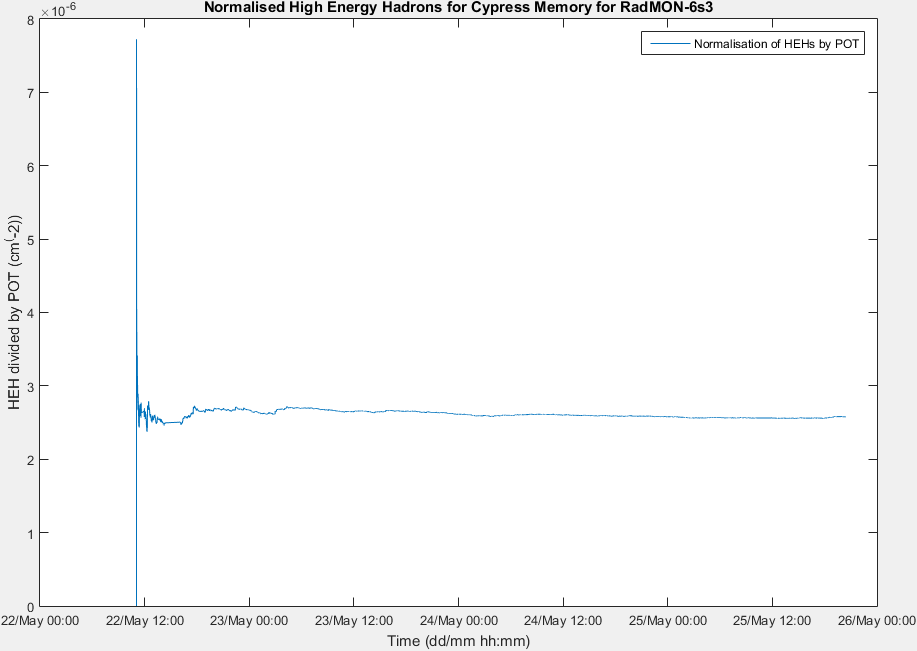 Normalised High Energy Hadrons for Cypress Memory for RadMON-6s3
×10^-6
Normalisation of HEHs by POT
8
7
6
5
4
3
2
1
0
HEH divided by POT (cm(-2))
22/May 00:00 22/May 12:00 23/May 00:00 23/May 12:00 24/May 00:00 24/May 12:00 25/May 00:00 25/May 12:00 26/May 00:00
Time (dd/mm hh:mm)